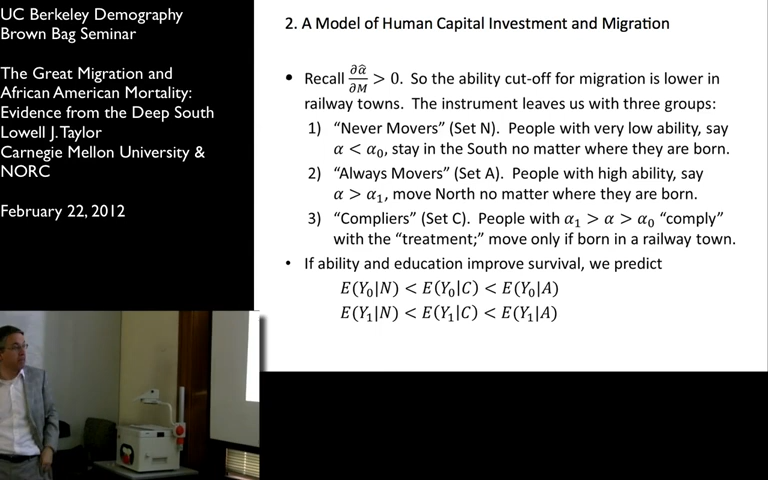 UC Berkeley Demography
Brown Bag Seminar
The Great Migration and
African American Mortality:
Evidence from the Deep South
Lowell J. Taylor
Carnegie Mellon University &
NORC
February 22, 2012
2. A Model of Human Capital Investment and Migration
• Recall ∂α̂/∂M > 0. So the ability cut-off for migration is lower in
railway towns. The instrument leaves us with three groups:
1) “Never Movers” (Set N). People with very low ability, say
α < α₀, stay in the South no matter where they are born.
2) “Always Movers” (Set A). People with high ability, say
α > α₁, move North no matter where they are born.
3) “Compliers” (Set C). People with α₁ > α > α₀ “comply”
with the “treatment;” move only if born in a railway town.
• If ability and education improve survival, we predict
E(Y₀|N) < E(Y₀|C) < E(Y₀|A)
E(Y₁|N) < E(Y₁|C) < E(Y₁|A)